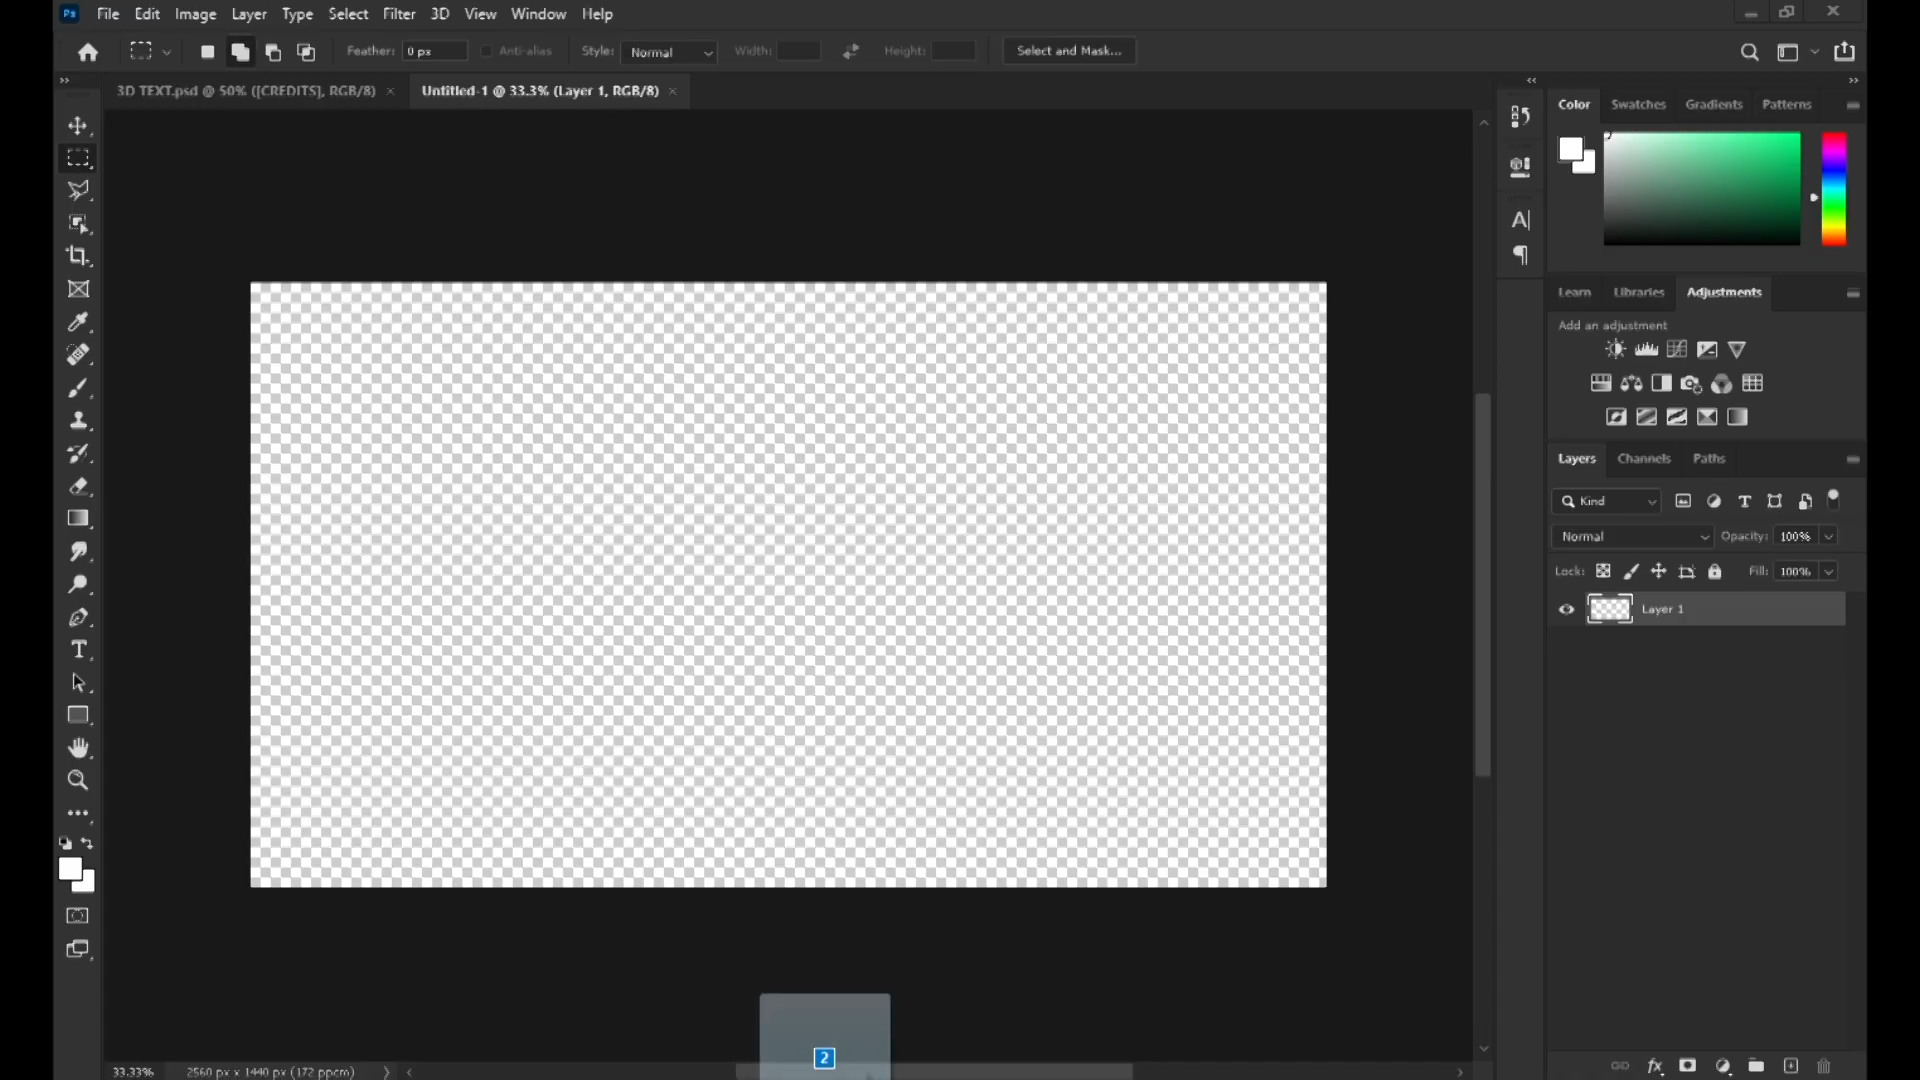 Ps File Edit Image Layer Type Select Filter 3D View Window Help
Feather: 0 px Anti-alias Style: Normal Width: Height: Select and Mask...
3D TEXT.psd @ 50% ([CREDITS], RGB/8) × Untitled-1 @ 33.3% (Layer 1, RGB/8) ×
Color Swatches Gradients Patterns
Learn Libraries Adjustments
Add an adjustment
Layers Channels Paths
Kind
Normal Opacity: 100%
Lock: Fill: 100%
Layer 1
2
33.33% 2560 px x 1440 px (172 ppcm)